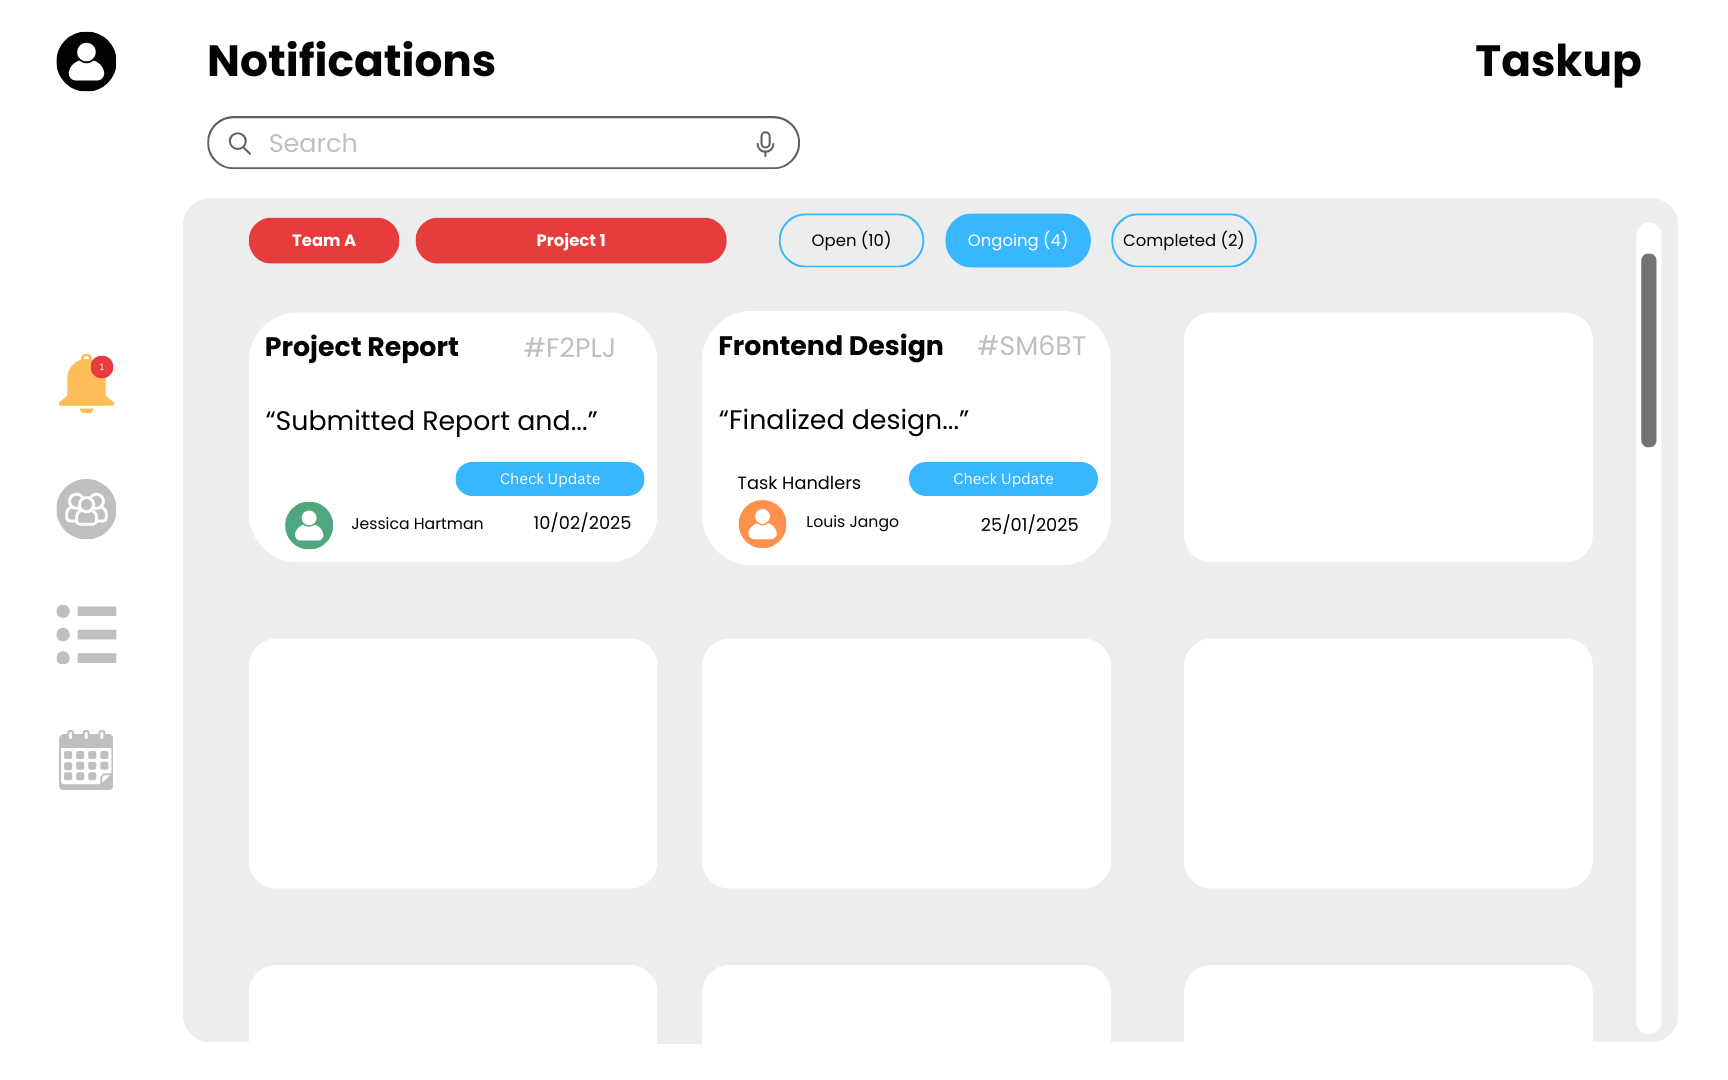 Notifications
Taskup
Search
Team A
Project 1
Open (10)
Ongoing (4)
Completed (2)
Project Report
#F2PLJ
“Submitted Report and...”
Check Update
Jessica Hartman
10/02/2025
Frontend Design
#SM6BT
“Finalized design...”
Task Handlers
Check Update
Louis Jango
25/01/2025
1